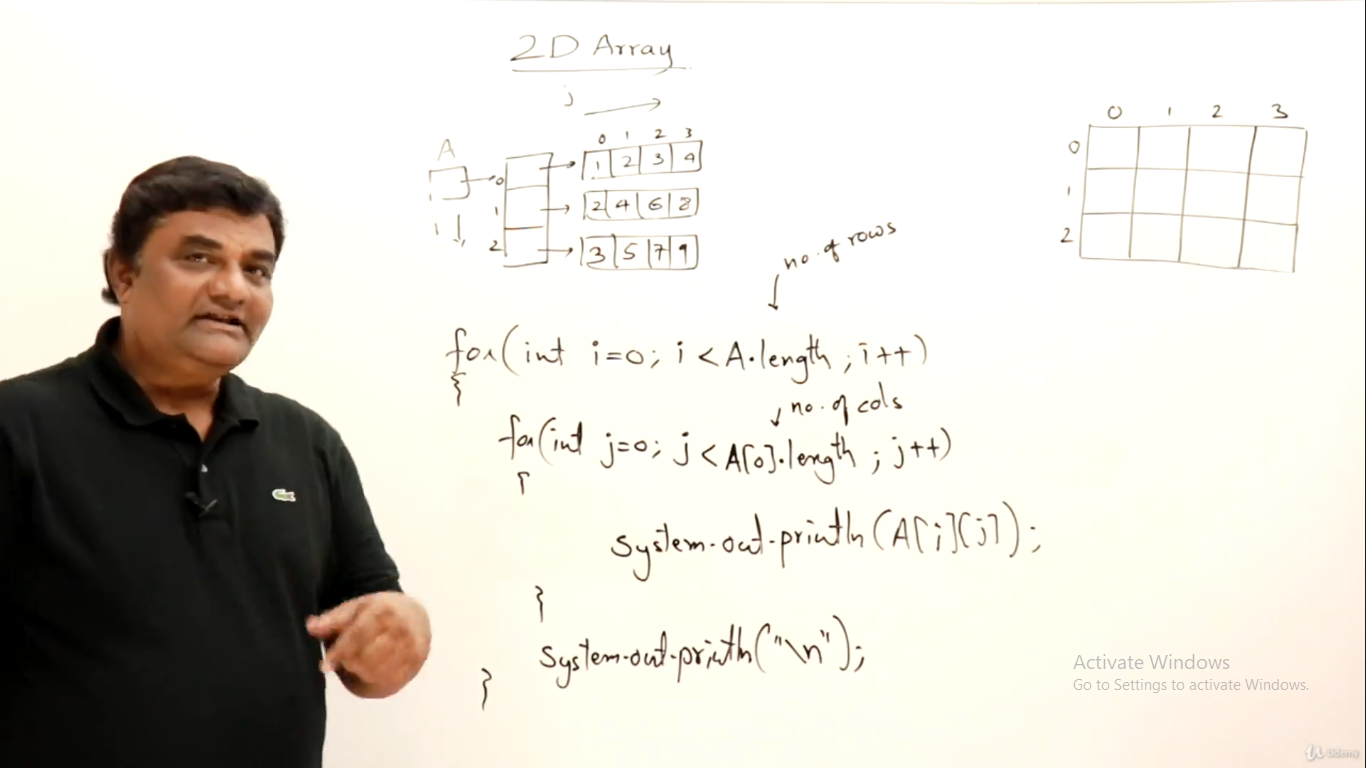 2D Array
j
0 1 2 3
A
0 1 2 3 4
1 2 4 6 8
i
2 3 5 7 9
0 1 2 3
0
1
2
no. of rows
for(int i=0; i < A.length ; i++)
{
no. of cols
for(int j=0; j < A[0].length ; j++)
{
system.out.println(A[i][j]);
}
system.out.println("\n");
}
Activate Windows
Go to Settings to activate Windows.
Udemy